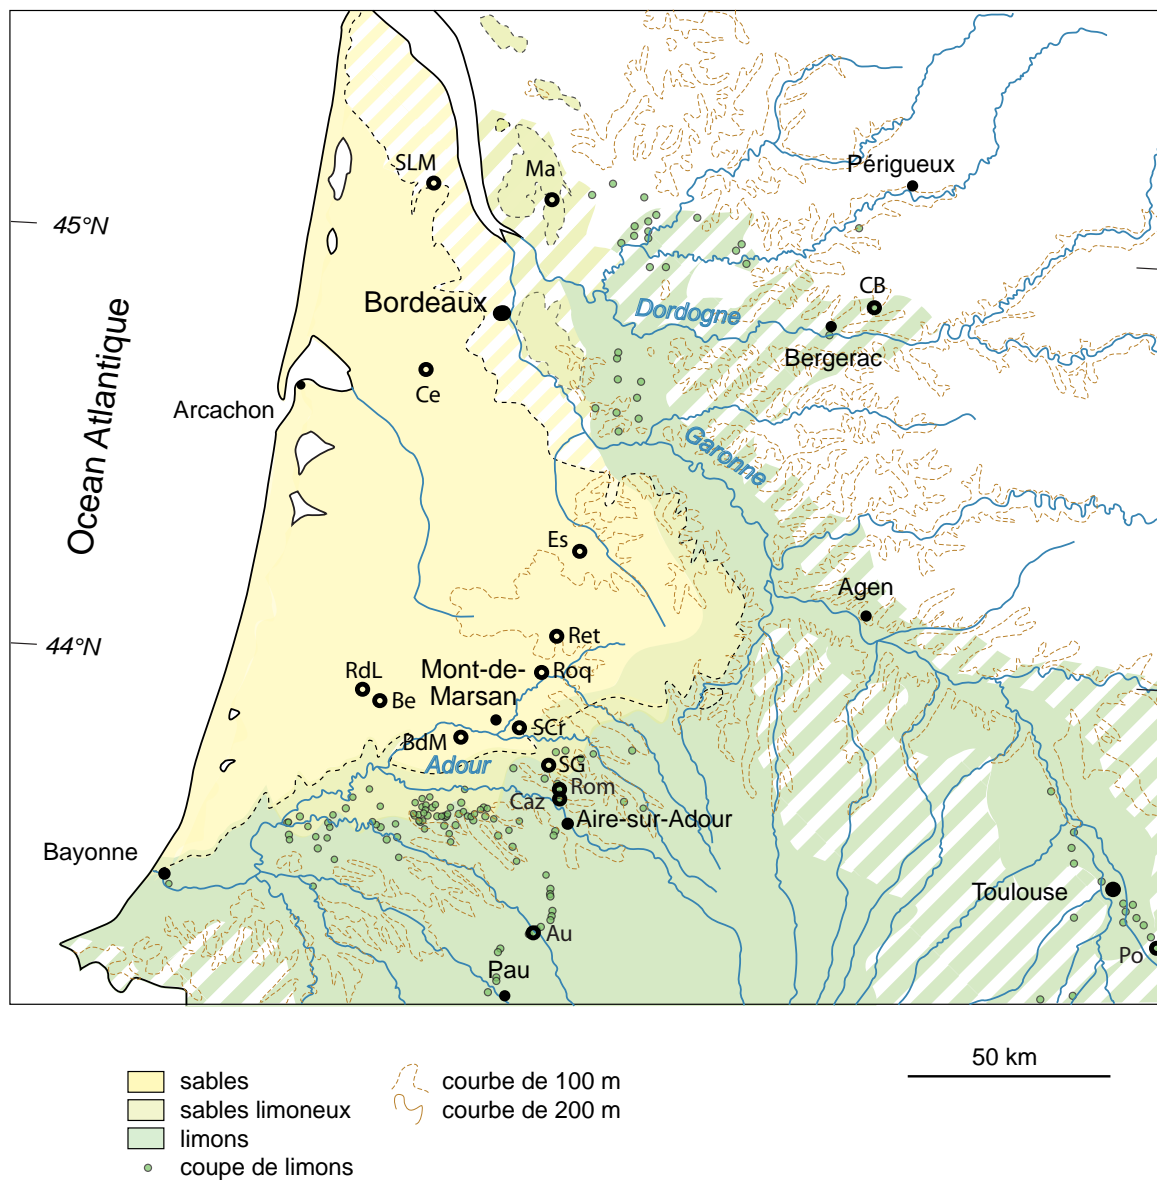 SLM
Ma
Périgueux
45°N
CB
Bordeaux
Dordogne
Bergerac
Ce
Arcachon
Ocean Atlantique
Garonne
Es
Agen
Ret
44°N
RdL
Mont-de-
Marsan
Roq
Be
SCr
BdM
Adour
SG
Rom
Caz
Aire-sur-Adour
Bayonne
Toulouse
Au
Po
Pau
50 km
sables
courbe de 100 m
sables limoneux
courbe de 200 m
limons
coupe de limons